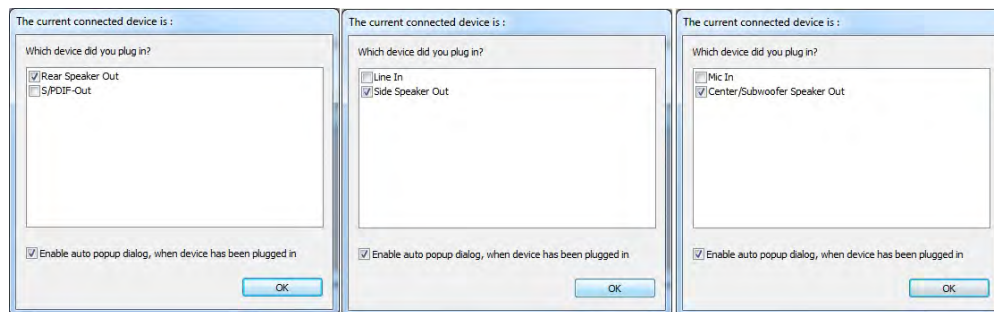 The current connected device is :
Which device did you plug in?
Rear Speaker Out
S/PDIF-Out
Enable auto popup dialog, when device has been plugged in
OK
The current connected device is :
Which device did you plug in?
Line In
Side Speaker Out
Enable auto popup dialog, when device has been plugged in
OK
The current connected device is :
Which device did you plug in?
Mic In
Center/Subwoofer Speaker Out
Enable auto popup dialog, when device has been plugged in
OK